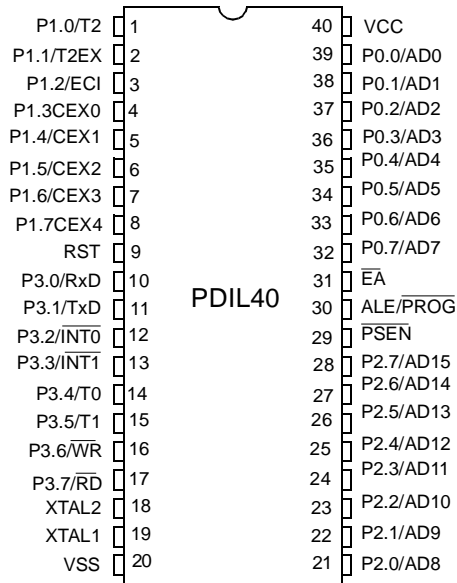 P1.0/T2 1 40 VCC
P1.1/T2EX 2 39 P0.0/AD0
P1.2/ECI 3 38 P0.1/AD1
P1.3CEX0 4 37 P0.2/AD2
P1.4/CEX1 5 36 P0.3/AD3
P1.5/CEX2 6 35 P0.4/AD4
P1.6/CEX3 7 34 P0.5/AD5
P1.7CEX4 8 33 P0.6/AD6
RST 9 32 P0.7/AD7
P3.0/RxD 10 31 E̅A̅
P3.1/TxD 11 PDIL40 30 ALE/P̅R̅O̅G̅
P3.2/I̅N̅T̅0̅ 12 29 P̅S̅E̅N̅
P3.3/I̅N̅T̅1̅ 13 28 P2.7/AD15
P3.4/T0 14 27 P2.6/AD14
P3.5/T1 15 26 P2.5/AD13
P3.6/W̅R̅ 16 25 P2.4/AD12
P3.7/R̅D̅ 17 24 P2.3/AD11
XTAL2 18 23 P2.2/AD10
XTAL1 19 22 P2.1/AD9
VSS 20 21 P2.0/AD8